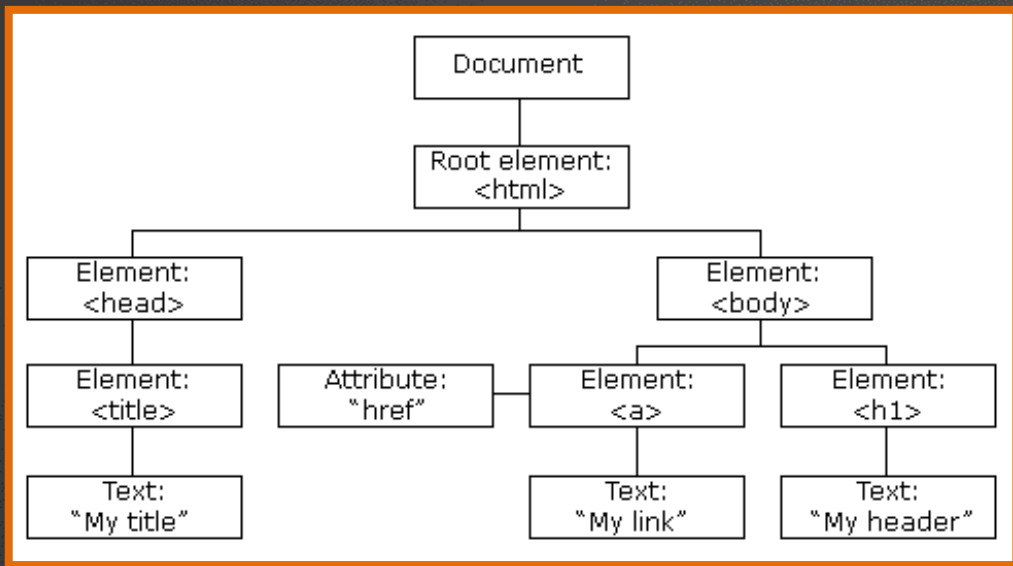 Document
Root element:
<html>
Element:
<head>
Element:
<body>
Element:
<title>
Attribute:
“href”
Element:
<a>
Element:
<h1>
Text:
“My title”
Text:
“My link”
Text:
“My header”